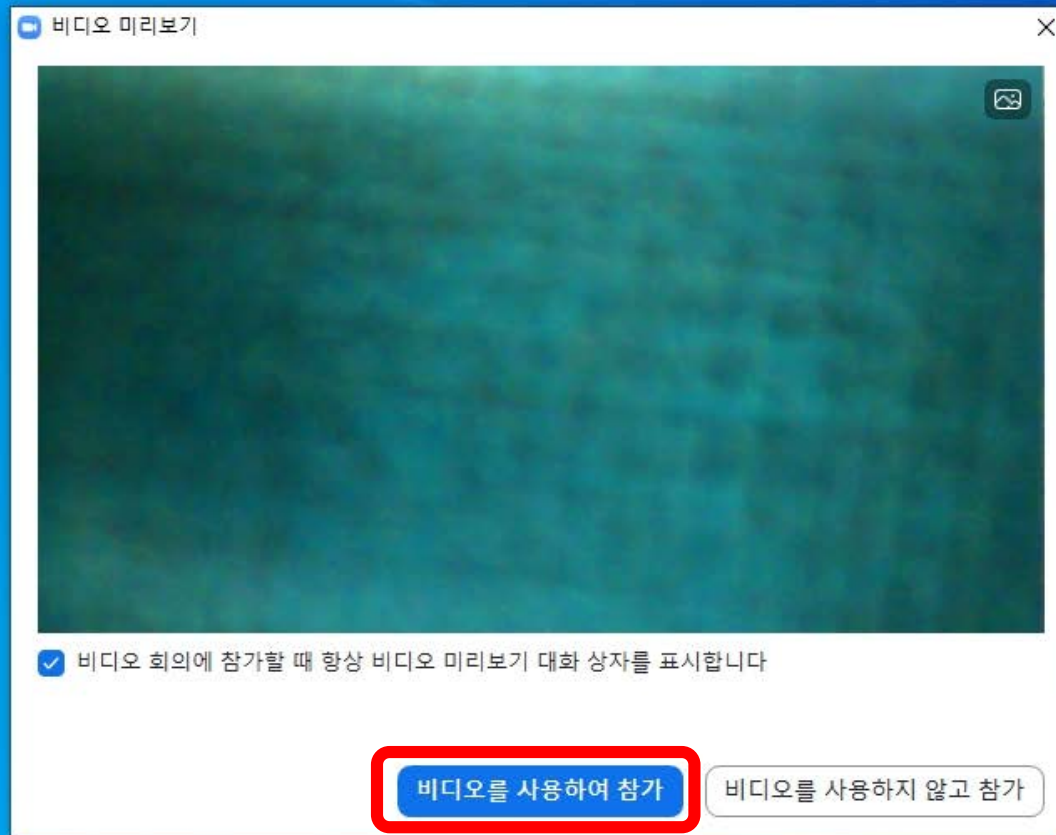 비디오 미리보기
비디오 회의에 참가할 때 항상 비디오 미리보기 대화 상자를 표시합니다
비디오를 사용하여 참가
비디오를 사용하지 않고 참가